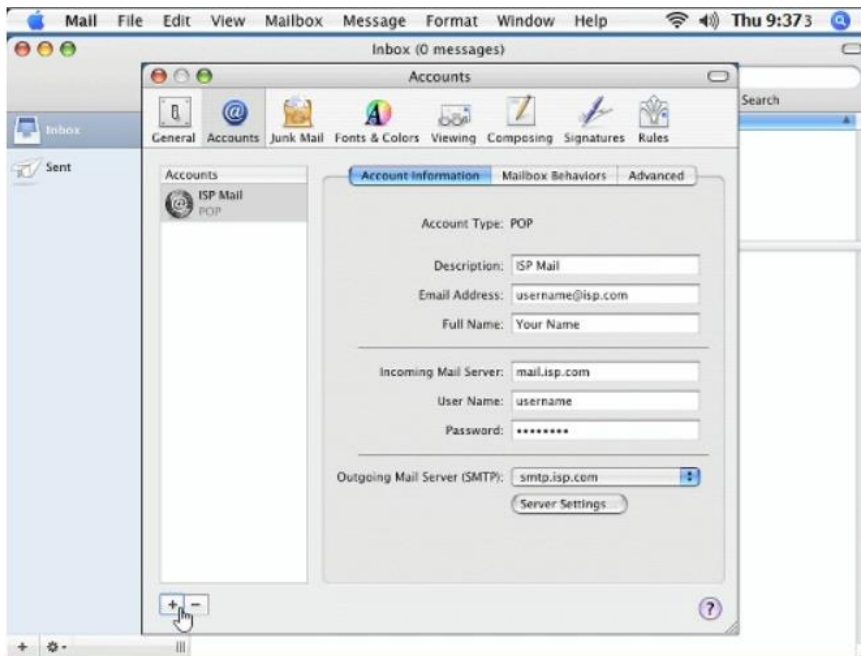 Mail File Edit View Mailbox Message Format Window Help Thu 9:37
Inbox (0 messages)
Accounts
Search
General Accounts Junk Mail Fonts & Colors Viewing Composing Signatures Rules
Inbox
Sent
Accounts
ISP Mail
POP
Account Information Mailbox Behaviors Advanced
Account Type: POP
Description: ISP Mail
Email Address: username@isp.com
Full Name: Your Name
Incoming Mail Server: mail.isp.com
User Name: username
Password: ••••••••
Outgoing Mail Server (SMTP): smtp.isp.com
Server Settings...
+ −
?